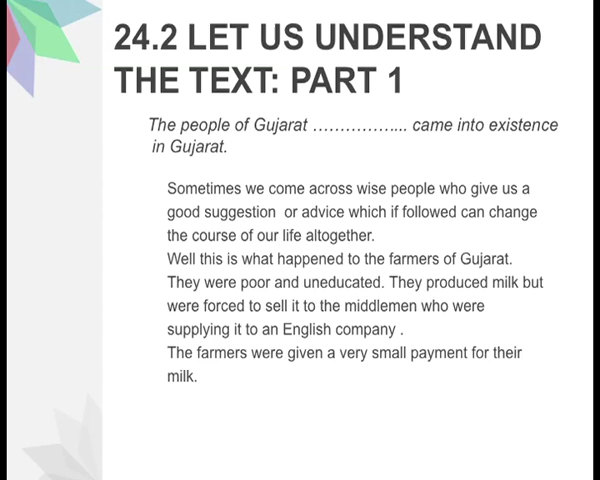 24.2 LET US UNDERSTAND
THE TEXT: PART 1
The people of Gujarat ……………... came into existence
in Gujarat.
Sometimes we come across wise people who give us a
good suggestion or advice which if followed can change
the course of our life altogether.
Well this is what happened to the farmers of Gujarat.
They were poor and uneducated. They produced milk but
were forced to sell it to the middlemen who were
supplying it to an English company .
The farmers were given a very small payment for their
milk.